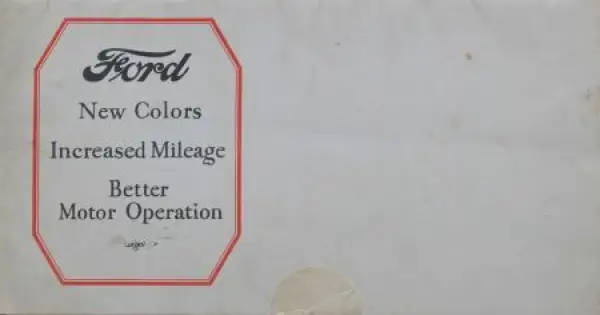 Ford
New Colors
Increased Mileage
Better
Motor Operation